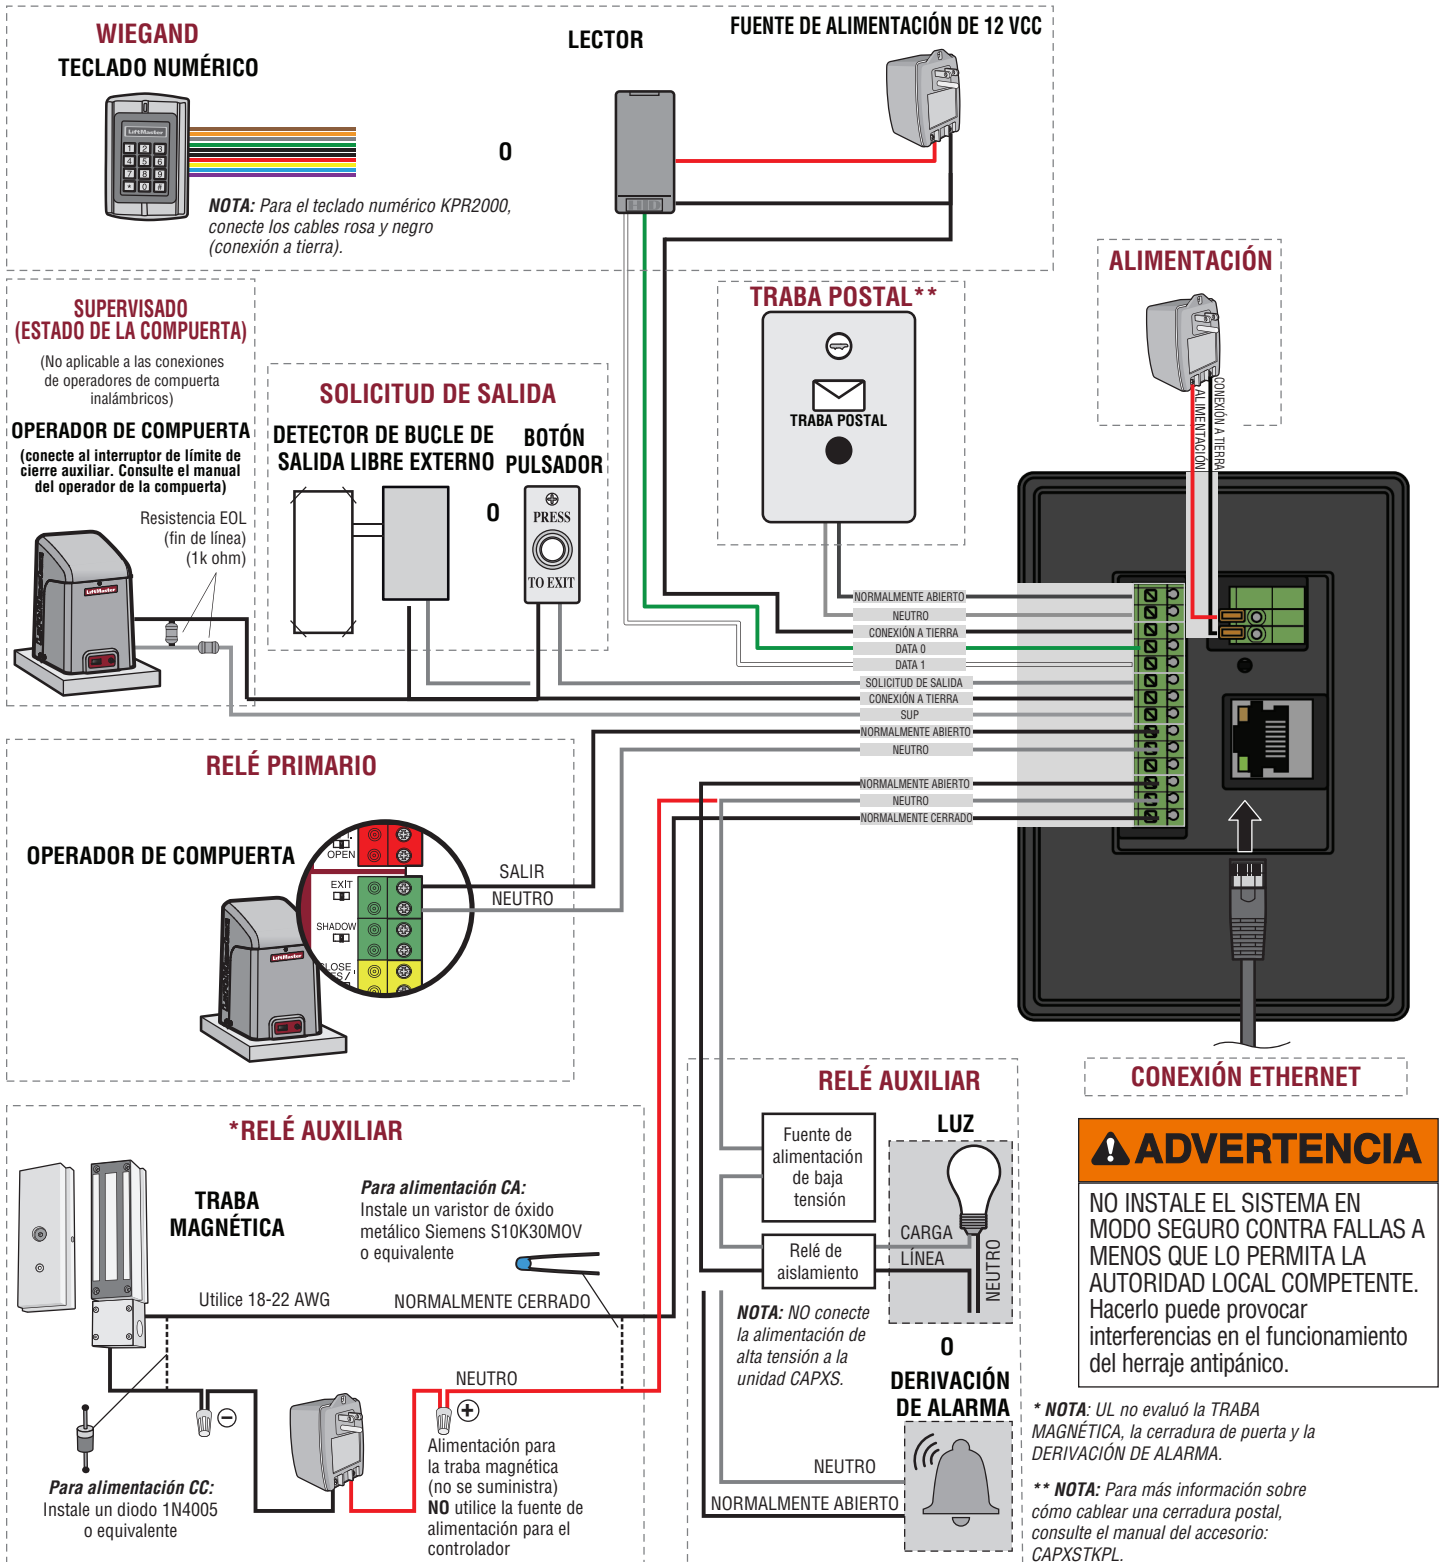 WIEGAND
TECLADO NUMÉRICO
LiftMaster
1 2 3
4 5 6
7 8 9
* 0 #
NOTA: Para el teclado numérico KPR2000,
conecte los cables rosa y negro
(conexión a tierra).
O
LECTOR
FUENTE DE ALIMENTACIÓN DE 12 VCC
SUPERVISADO
(ESTADO DE LA COMPUERTA)
(No aplicable a las conexiones
de operadores de compuerta
inalámbricos)
OPERADOR DE COMPUERTA
(conecte al interruptor de límite de
cierre auxiliar. Consulte el manual
del operador de la compuerta)
Resistencia EOL
(fin de línea)
(1k ohm)
LiftMaster
SOLICITUD DE SALIDA
DETECTOR DE BUCLE DE
SALIDA LIBRE EXTERNO
O
BOTÓN
PULSADOR
PRESS
TO EXIT
TRABA POSTAL**
TRABA POSTAL
ALIMENTACIÓN
ALIMENTACIÓN
CONEXIÓN A TIERRA
NORMALMENTE ABIERTO
NEUTRO
CONEXIÓN A TIERRA
DATA 0
DATA 1
SOLICITUD DE SALIDA
CONEXIÓN A TIERRA
SUP
NORMALMENTE ABIERTO
NEUTRO
NORMALMENTE ABIERTO
NEUTRO
NORMALMENTE CERRADO
RELÉ PRIMARIO
OPERADOR DE COMPUERTA
OPEN
EXIT
SHADOW
LiftMaster
SALIR
NEUTRO
CONEXIÓN ETHERNET
*RELÉ AUXILIAR
TRABA
MAGNÉTICA
Para alimentación CA:
Instale un varistor de óxido
metálico Siemens S10K30MOV
o equivalente
Utilice 18-22 AWG
NORMALMENTE CERRADO
NEUTRO
−
+
Para alimentación CC:
Instale un diodo 1N4005
o equivalente
Alimentación para
la traba magnética
(no se suministra)
NO utilice la fuente de
alimentación para el
controlador
RELÉ AUXILIAR
LUZ
Fuente de
alimentación
de baja
tensión
Relé de
aislamiento
CARGA
LÍNEA
NEUTRO
NOTA: NO conecte
la alimentación de
alta tensión a la
unidad CAPXS.
O
DERIVACIÓN
DE ALARMA
NEUTRO
NORMALMENTE ABIERTO
ADVERTENCIA
NO INSTALE EL SISTEMA EN
MODO SEGURO CONTRA FALLAS A
MENOS QUE LO PERMITA LA
AUTORIDAD LOCAL COMPETENTE.
Hacerlo puede provocar
interferencias en el funcionamiento
del herraje antipánico.
* NOTA: UL no evaluó la TRABA
MAGNÉTICA, la cerradura de puerta y la
DERIVACIÓN DE ALARMA.
** NOTA: Para más información sobre
cómo cablear una cerradura postal,
consulte el manual del accesorio:
CAPXSTKPL.